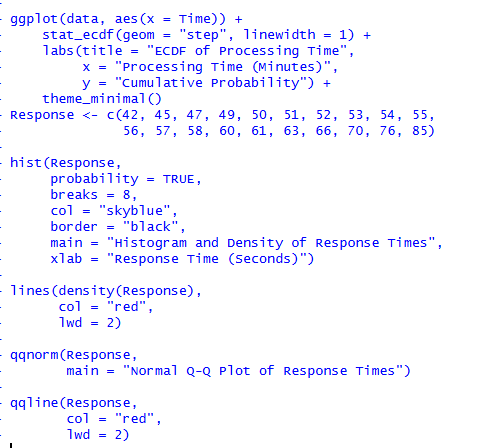 - ggplot(data, aes(x = Time)) +
-     stat_ecdf(geom = "step", linewidth = 1) +
-     labs(title = "ECDF of Processing Time",
-          x = "Processing Time (Minutes)",
-          y = "Cumulative Probability") +
-     theme_minimal()
- Response <- c(42, 45, 47, 49, 50, 51, 52, 53, 54, 55,
-               56, 57, 58, 60, 61, 63, 66, 70, 76, 85)
-
- hist(Response,
-      probability = TRUE,
-      breaks = 8,
-      col = "skyblue",
-      border = "black",
-      main = "Histogram and Density of Response Times",
-      xlab = "Response Time (Seconds)")
-
- lines(density(Response),
-       col = "red",
-       lwd = 2)
-
- qqnorm(Response,
-        main = "Normal Q-Q Plot of Response Times")
-
- qqline(Response,
-        col = "red",
-        lwd = 2)